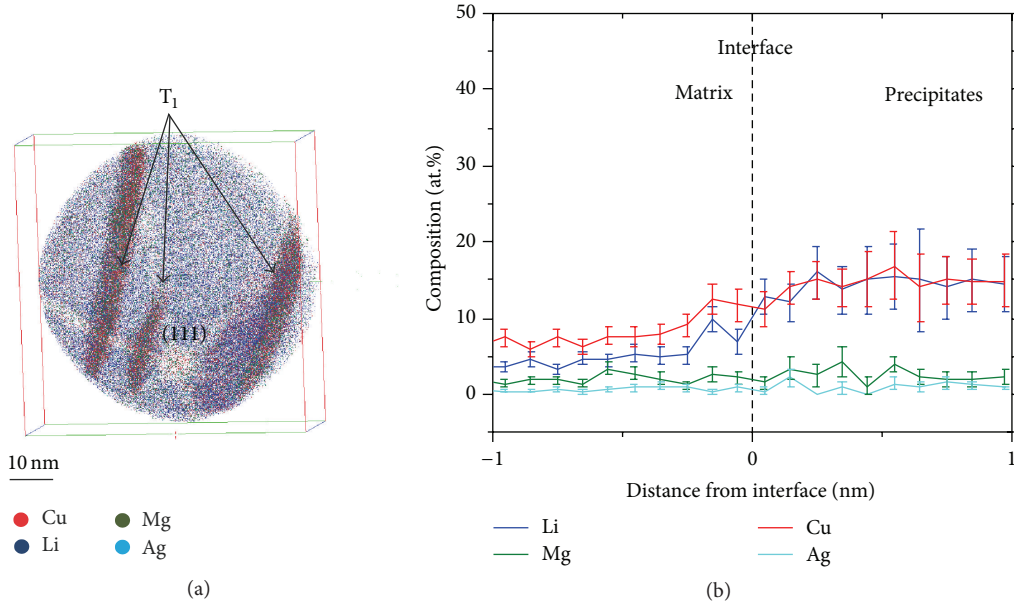 T1
(111)
10 nm
Cu
Mg
Li
Ag
(a)
50
40
30
20
10
0
Composition (at.%)
Interface
Matrix
Precipitates
−1
0
1
Distance from interface (nm)
Li
Cu
Mg
Ag
(b)